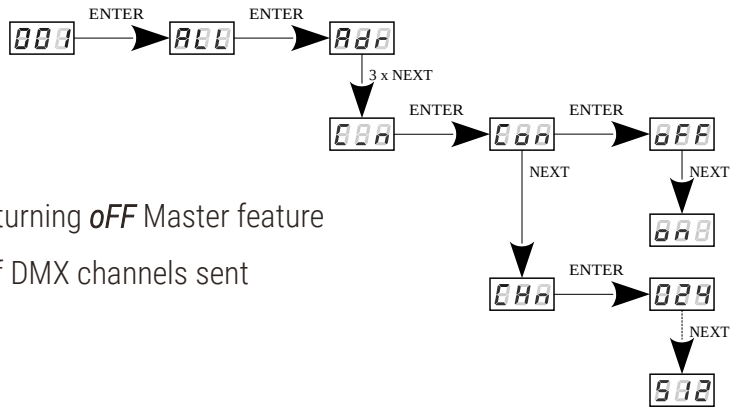 ENTER ENTER
001 ALL Adr
3 x NEXT
ENTER ENTER
C_n Con oFF
NEXT NEXT
turning oFF Master feature
on
f DMX channels sent
ENTER
CHn 024
NEXT
512